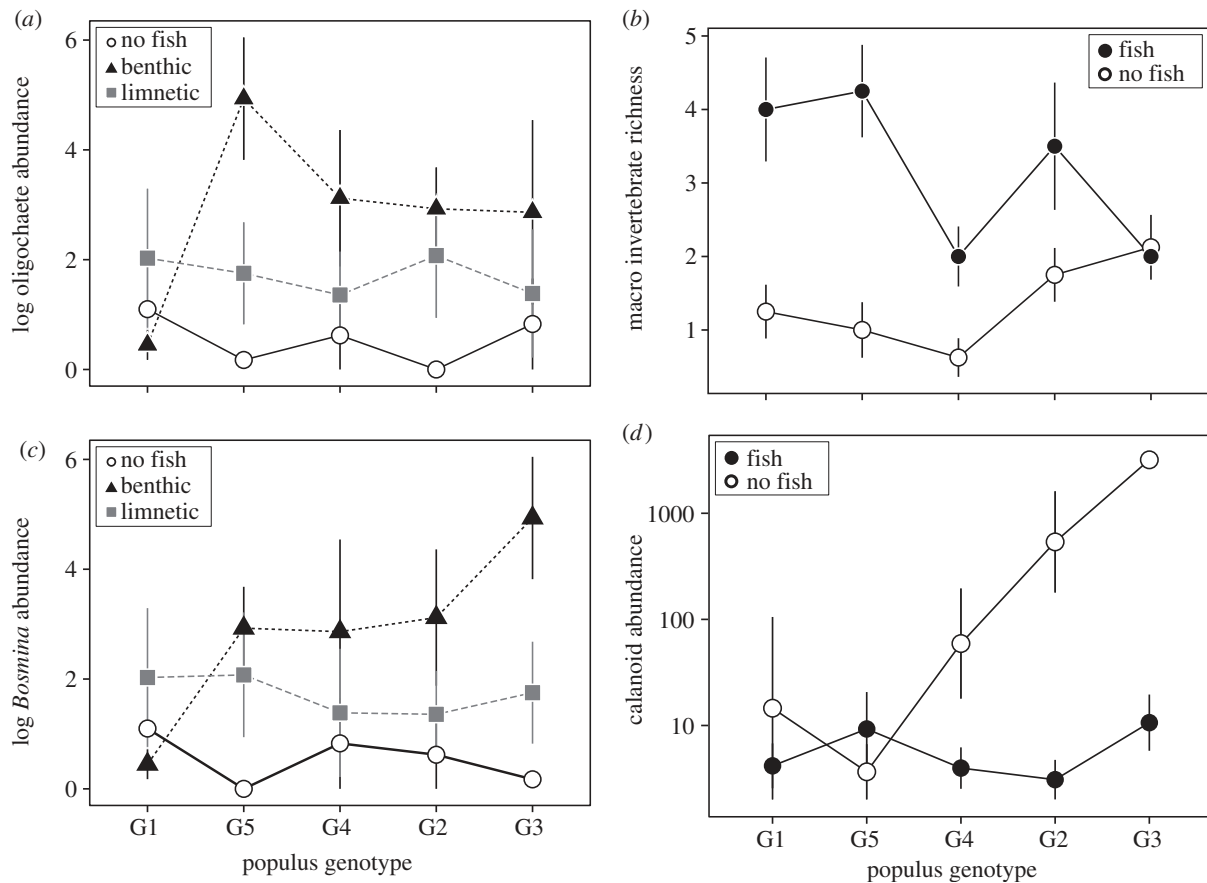 (a)
6
4
2
0
log oligochaete abundance
no fish
benthic
limnetic
(b)
5
4
3
2
1
macro invertebrate richness
fish
no fish
(c)
6
4
2
0
log Bosmina abundance
no fish
benthic
limnetic
G1 G5 G4 G2 G3
populus genotype
(d)
1000
100
10
calanoid abundance
fish
no fish
G1 G5 G4 G2 G3
populus genotype